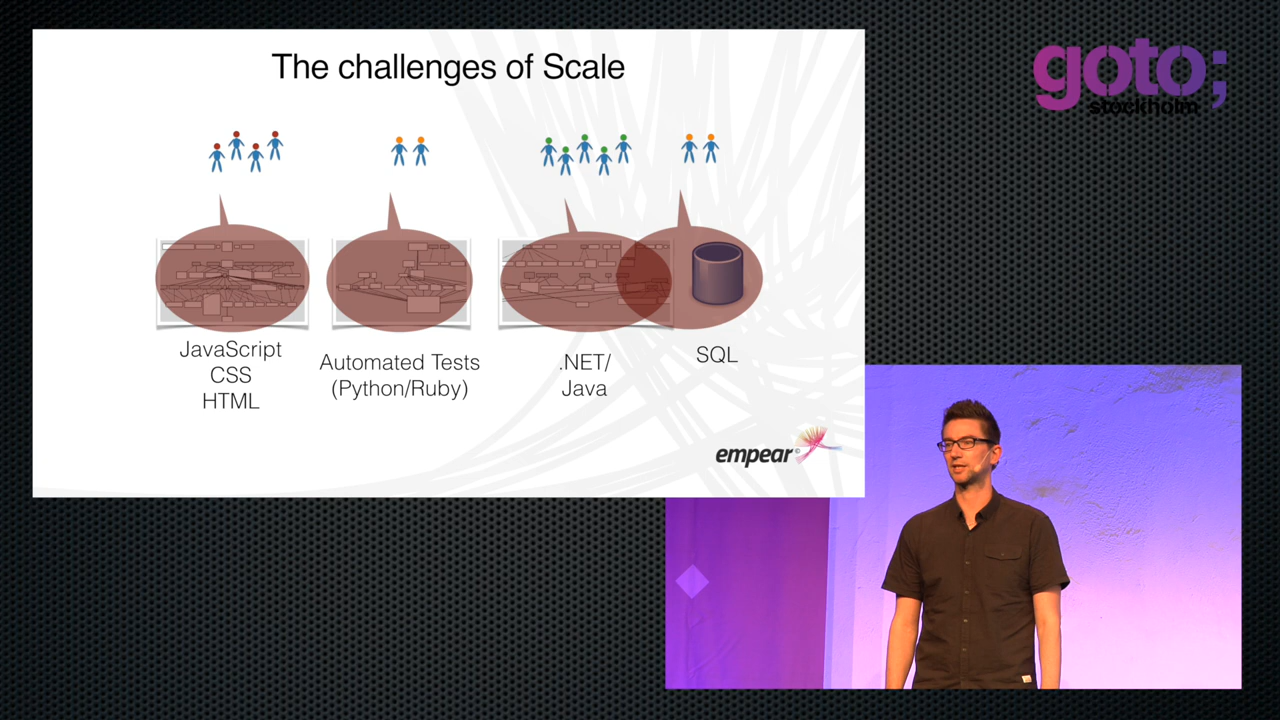 The challenges of Scale
JavaScript
CSS
HTML
Automated Tests
(Python/Ruby)
.NET/
Java
SQL
empear
goto;
stockholm